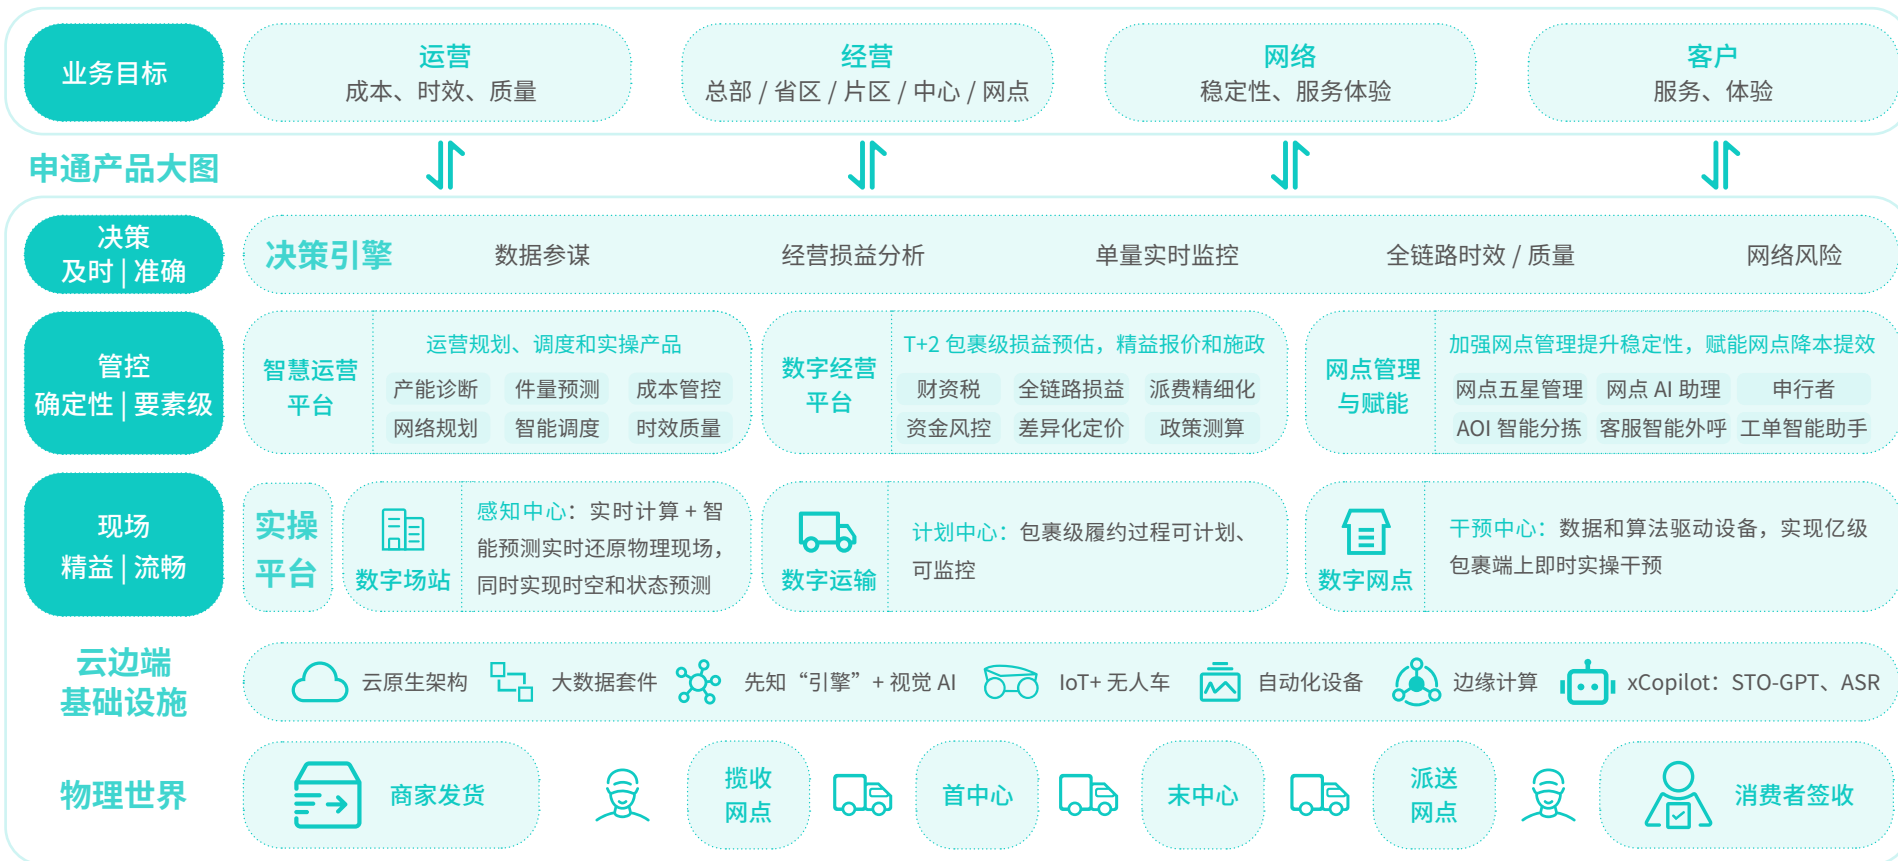 业务目标
运营
成本、时效、质量
经营
总部 / 省区 / 片区 / 中心 / 网点
网络
稳定性、服务体验
客户
服务、体验
申通产品大图
决策
及时 | 准确
决策引擎
数据参谋
经营损益分析
单量实时监控
全链路时效 / 质量
网络风险
管控
确定性 | 要素级
智慧运营
平台
运营规划、调度和实操产品
产能诊断
件量预测
成本管控
网络规划
智能调度
时效质量
数字经营
平台
T+2 包裹级损益预估，精益报价和施政
财资税
全链路损益
派费精细化
资金风控
差异化定价
政策测算
网点管理
与赋能
加强网点管理提升稳定性，赋能网点降本提效
网点五星管理
网点 AI 助理
申行者
AOI 智能分拣
客服智能外呼
工单智能助手
现场
精益 | 流畅
实操
平台
数字场站
感知中心：实时计算 + 智
能预测实时还原物理现场，
同时实现时空和状态预测
数字运输
计划中心：包裹级履约过程可计划、
可监控
数字网点
干预中心：数据和算法驱动设备，实现亿级
包裹端上即时实操干预
云边端
基础设施
云原生架构
大数据套件
先知“引擎”+ 视觉 AI
IoT+ 无人车
自动化设备
边缘计算
xCopilot：STO-GPT、ASR
物理世界
商家发货
揽收
网点
首中心
末中心
派送
网点
消费者签收